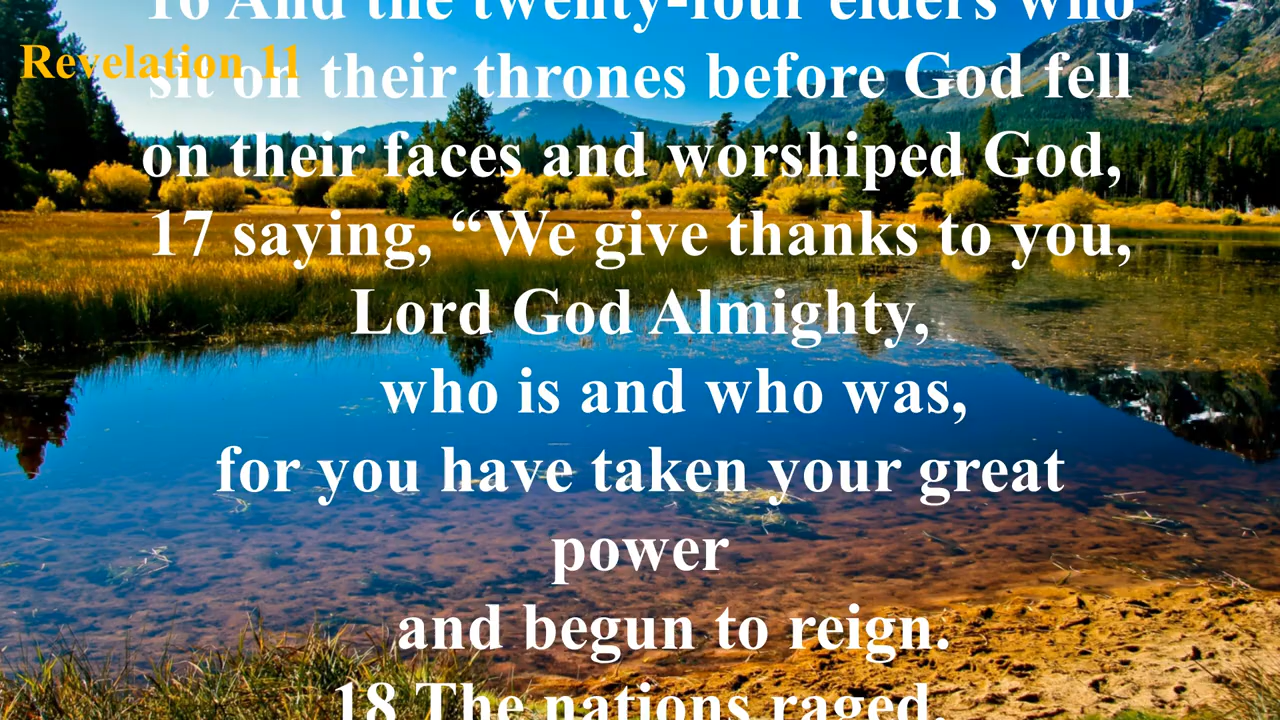 Revelation 11
16 And the twenty-four elders who
sit on their thrones before God fell
on their faces and worshiped God,
17 saying, “We give thanks to you,
Lord God Almighty,
who is and who was,
for you have taken your great
power
and begun to reign.
18 The nations raged,